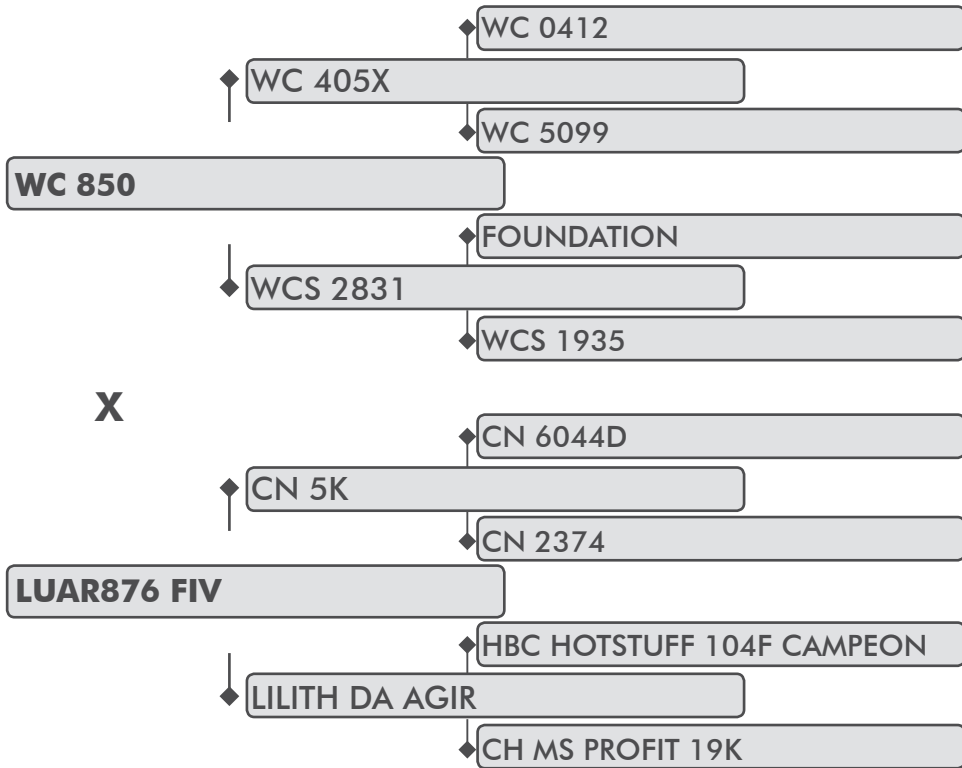 WC 0412
WC 405X
WC 5099
WC 850
FOUNDATION
WCS 2831
WCS 1935
X
CN 6044D
CN 5K
CN 2374
LUAR876 FIV
HBC HOTSTUFF 104F CAMPEON
LILITH DA AGIR
CH MS PROFIT 19K